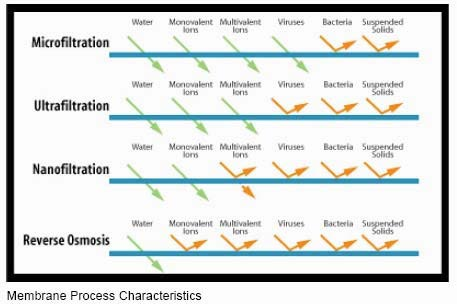 Water Monovalent Ions Multivalent Ions Viruses Bacteria Suspended Solids
Microfiltration
Water Monovalent Ions Multivalent Ions Viruses Bacteria Suspended Solids
Ultrafiltration
Water Monovalent Ions Multivalent Ions Viruses Bacteria Suspended Solids
Nanofiltration
Water Monovalent Ions Multivalent Ions Viruses Bacteria Suspended Solids
Reverse Osmosis
Membrane Process Characteristics